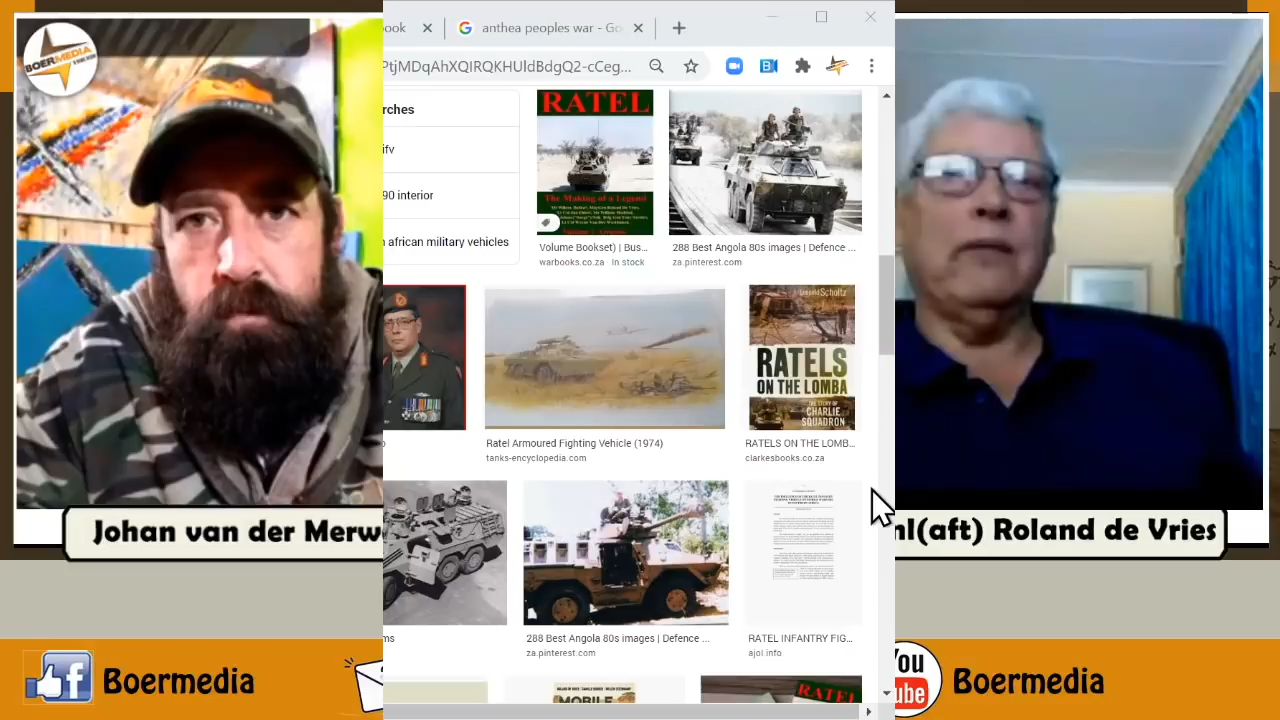 BOERMEDIA
ook
anthea peoples war - Go
PtjMDqAhXQIRQKHUldBdgQ2-cCeg...
rches
ifv
90 interior
african military vehicles
RATEL
The Making of a Legend
Volume Bookset) | Bus...
warbooks.co.za · In stock
288 Best Angola 80s images | Defence ...
za.pinterest.com
Leopold Scholtz
RATELS
ON THE LOMBA
THE STORY OF
CHARLIE
SQUADRON
Ratel Armoured Fighting Vehicle (1974)
tanks-encyclopedia.com
RATELS ON THE LOMB...
clarkesbooks.co.za
Johan van der Merw
nl(aft) Roland de Vries
ms
288 Best Angola 80s images | Defence ...
za.pinterest.com
RATEL INFANTRY FIG...
ajol.info
MOBILE
RATEL
Boermedia
You
ube
Boermedia